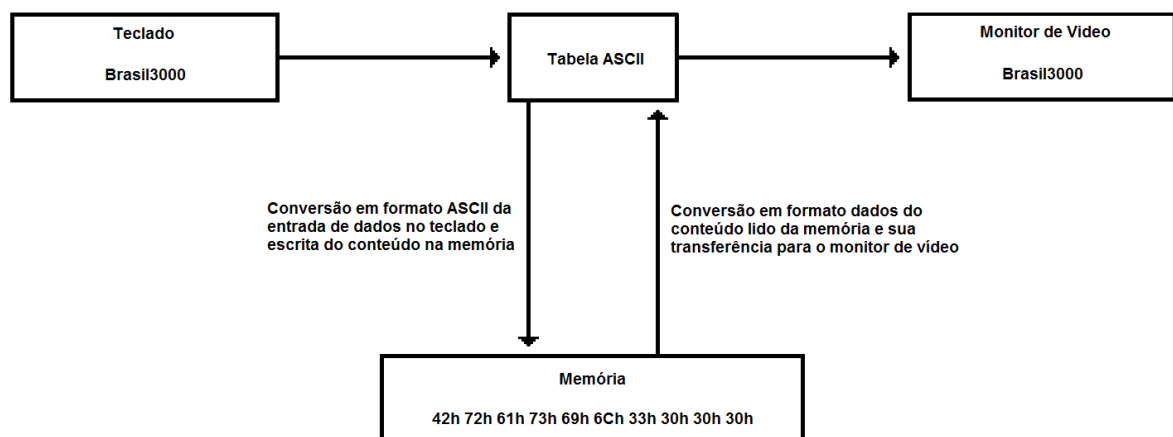 Teclado
Brasil3000
Tabela ASCII
Monitor de Video
Brasil3000
Conversão em formato ASCII da
entrada de dados no teclado e
escrita do conteúdo na memória
Conversão em formato dados do
conteúdo lido da memória e sua
transferência para o monitor de vídeo
Memória
42h 72h 61h 73h 69h 6Ch 33h 30h 30h 30h